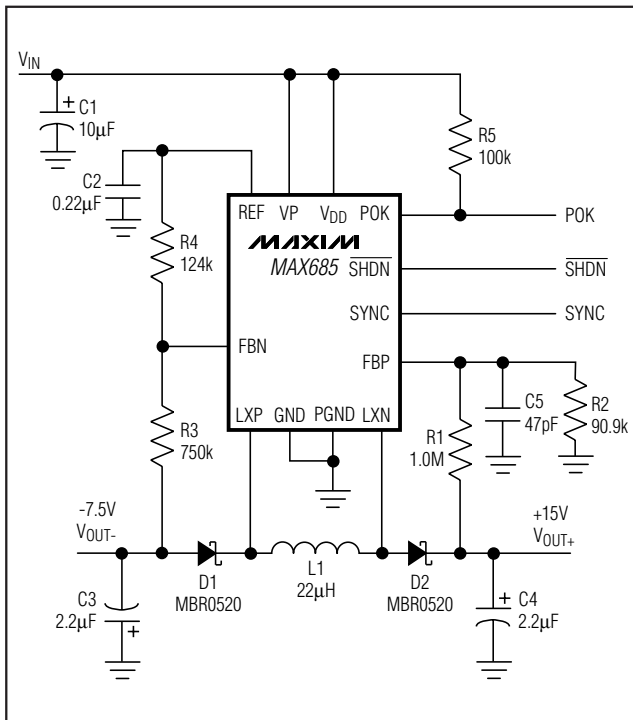 VIN
C1
10µF
R5
100k
C2
0.22µF
REF VP VDD POK
POK
R4
124k
MAXIM
MAX685
SHDN
SHDN
SYNC
SYNC
FBN
FBP
R3
750k
LXP GND PGND LXN
R1
1.0M
C5
47pF
R2
90.9k
-7.5V
VOUT-
+15V
VOUT+
D1
MBR0520
L1
22µH
D2
MBR0520
C3
2.2µF
+
C4
2.2µF
+
+